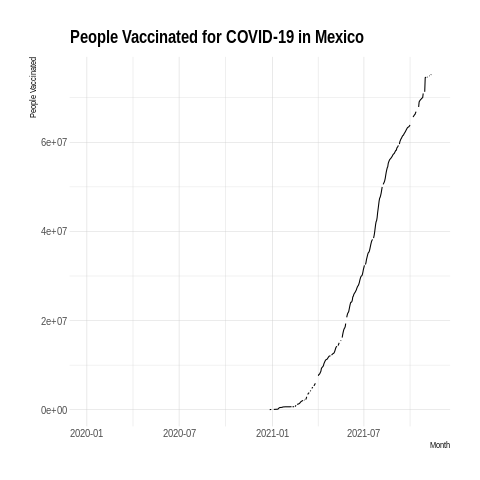 People Vaccinated for COVID-19 in Mexico
People Vaccinated
6e+07
4e+07
2e+07
0e+00
2020-01 2020-07 2021-01 2021-07
Month